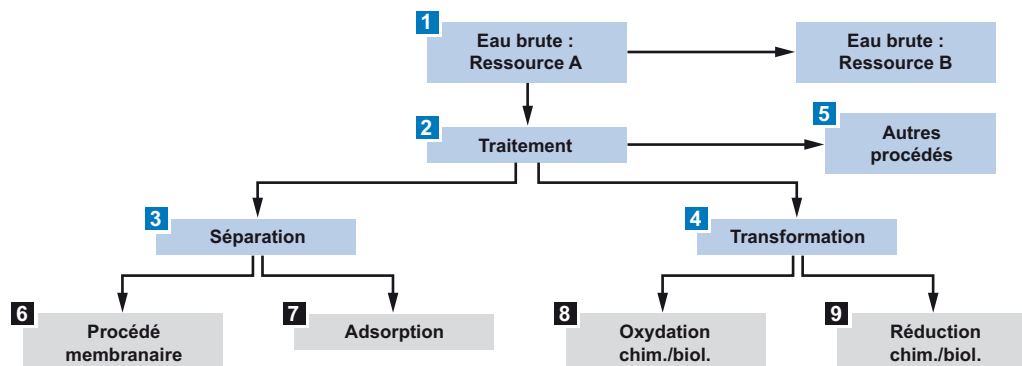 1
Eau brute :
Ressource A
Eau brute :
Ressource B
2
Traitement
5
Autres
procédés
3
Séparation
4
Transformation
6
Procédé
membranaire
7
Adsorption
8
Oxydation
chim./biol.
9
Réduction
chim./biol.